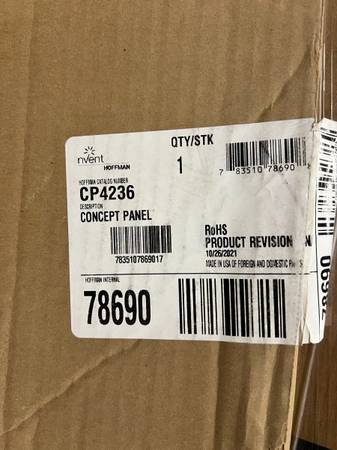 nvent
HOFFMAN
QTY/STK
1
7 83510 78690
HOFFMAN CATALOG NUMBER
CP4236
DESCRIPTION
CONCEPT PANEL
7835107869017
RoHS
PRODUCT REVISION
10/26/2021
MADE IN USA OF FOREIGN AND DOMESTIC
HOFFMAN INTERNAL
78690
78690